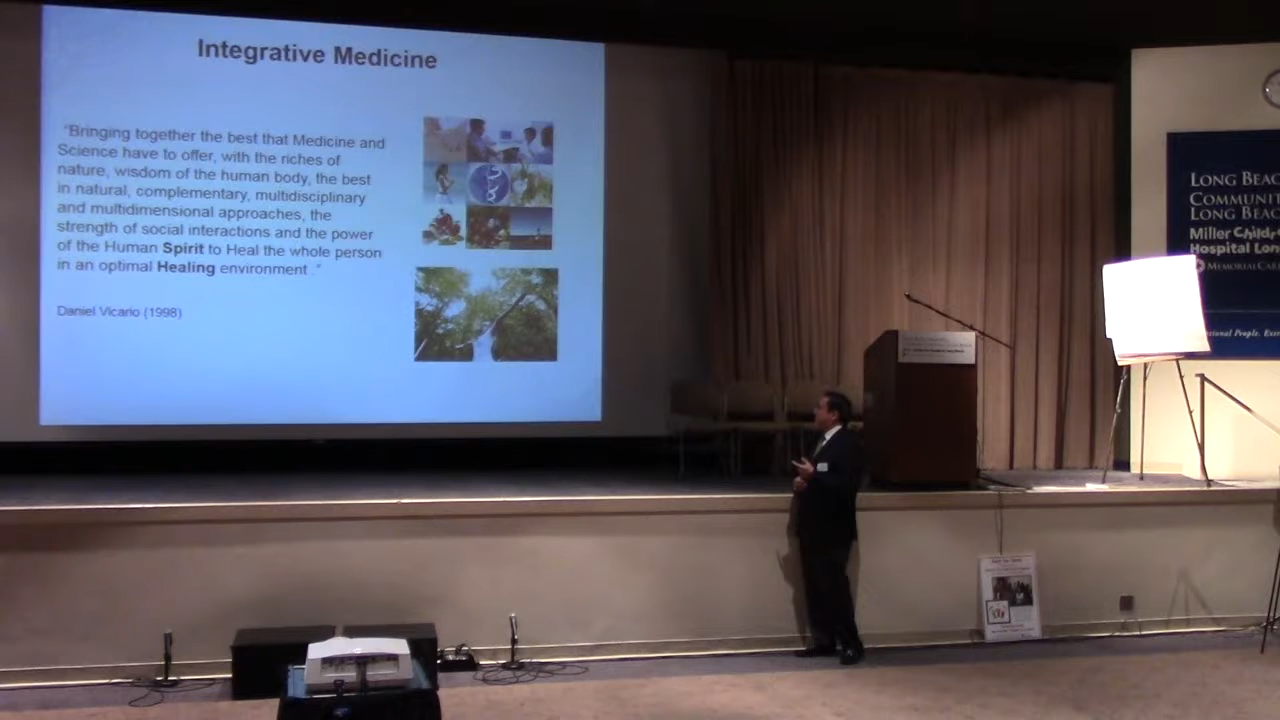 Integrative Medicine
"Bringing together the best that Medicine and
Science have to offer, with the riches of
nature, wisdom of the human body, the best
in natural, complementary, multidisciplinary
and multidimensional approaches, the
strength of social interactions and the power
of the Human Spirit to Heal the whole person
in an optimal Healing environment ."
Daniel Vicario (1998)
LONG BEAC
COMMUNIT
LONG BEAC
Miller Childr
Hospital Lon
MEMORIALCAR